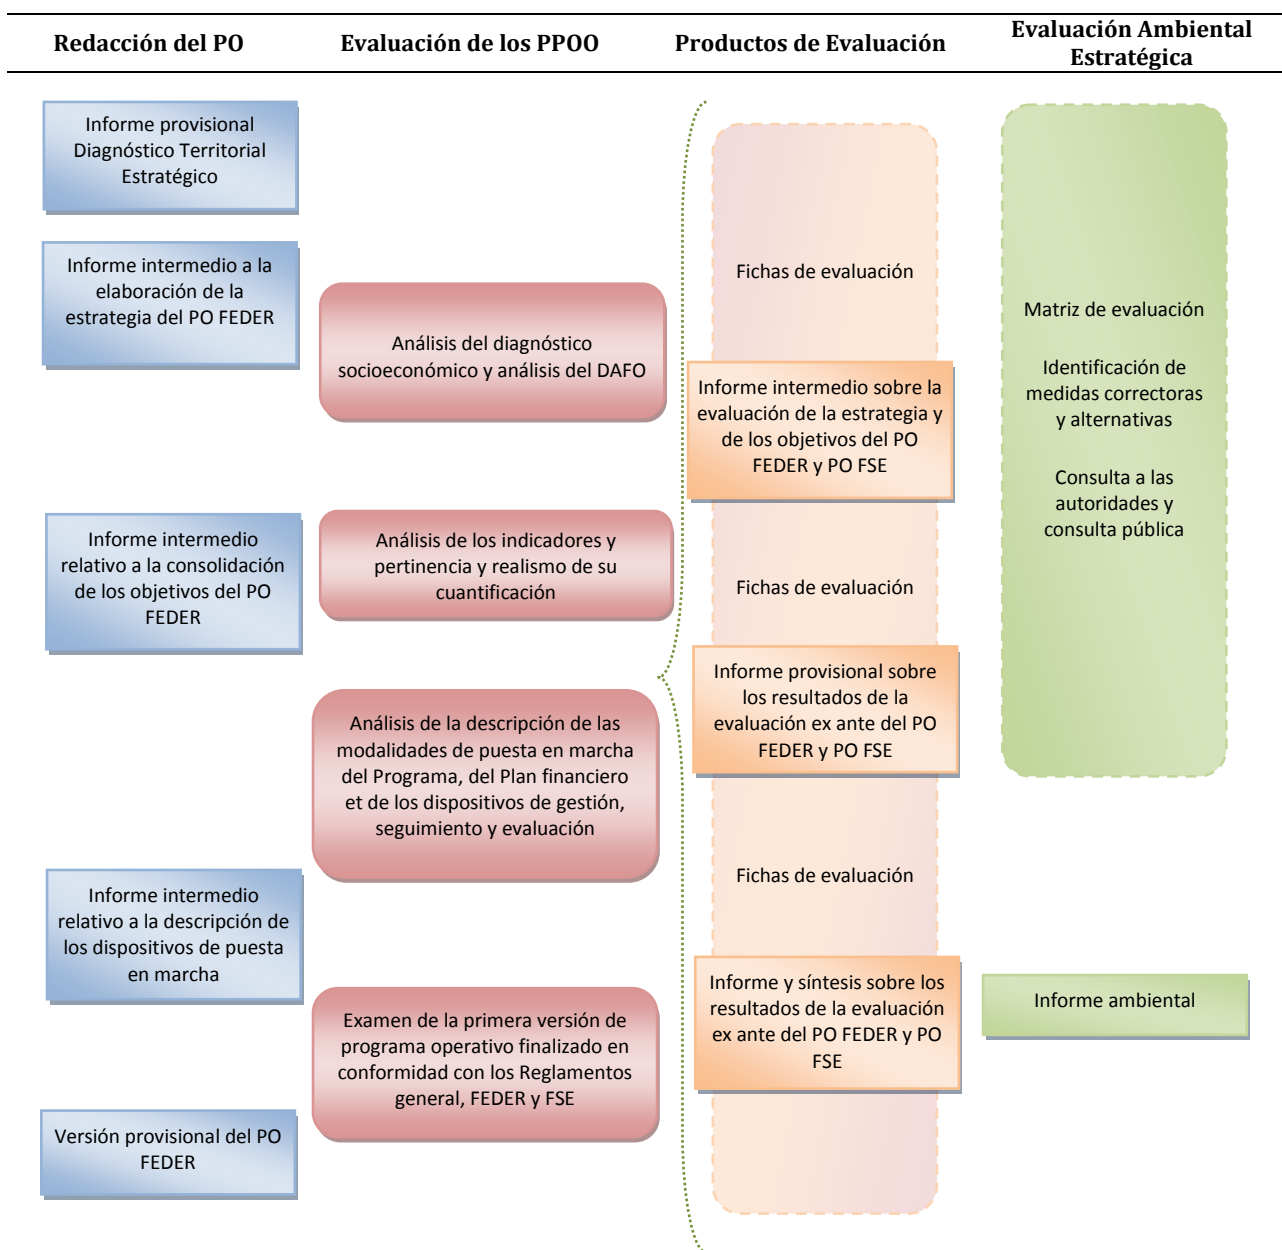 Redacción del PO
Evaluación de los PPOO
Productos de Evaluación
Evaluación Ambiental
Estratégica
Informe provisional
Diagnóstico Territorial
Estratégico
Informe intermedio a la
elaboración de la
estrategia del PO FEDER
Informe intermedio
relativo a la consolidación
de los objetivos del PO
FEDER
Informe intermedio
relativo a la descripción de
los dispositivos de puesta
en marcha
Versión provisional del PO
FEDER
Análisis del diagnóstico
socioeconómico y análisis del DAFO
Análisis de los indicadores y
pertinencia y realismo de su
cuantificación
Análisis de la descripción de las
modalidades de puesta en marcha
del Programa, del Plan financiero
et de los dispositivos de gestión,
seguimiento y evaluación
Examen de la primera versión de
programa operativo finalizado en
conformidad con los Reglamentos
general, FEDER y FSE
Fichas de evaluación
Informe intermedio sobre la
evaluación de la estrategia y
de los objetivos del PO
FEDER y PO FSE
Fichas de evaluación
Informe provisional sobre
los resultados de la
evaluación ex ante del PO
FEDER y PO FSE
Fichas de evaluación
Informe y síntesis sobre los
resultados de la evaluación
ex ante del PO FEDER y PO
FSE
Matriz de evaluación
Identificación de
medidas correctoras
y alternativas
Consulta a las
autoridades y
consulta pública
Informe ambiental